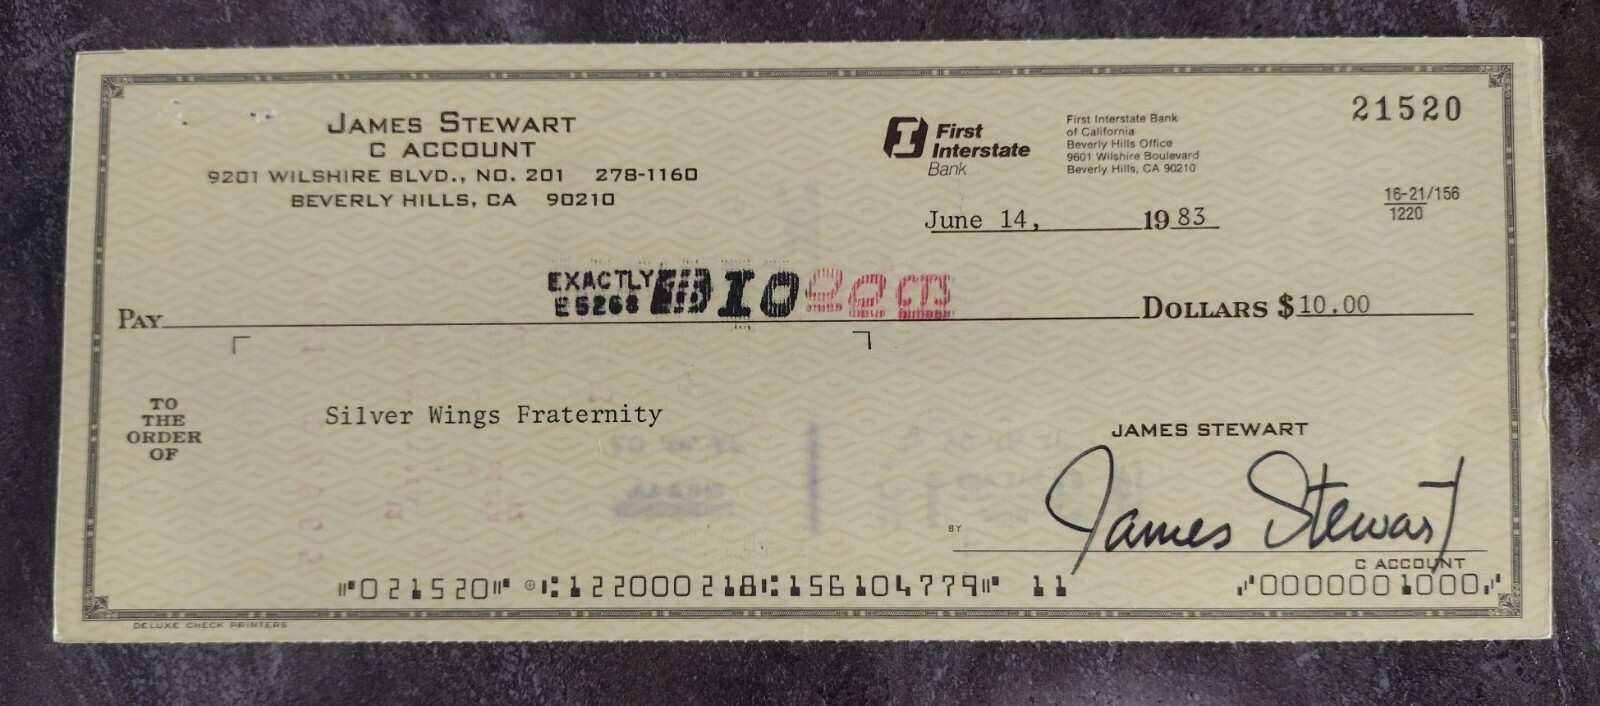 James Stewart
C Account
9201 Wilshire Blvd., No. 201 278-1160
Beverly Hills, CA 90210
First
Interstate
Bank
First Interstate Bank
of California
Beverly Hills Office
9601 Wilshire Boulevard
Beverly Hills, CA 90210
21520
16-21/156
1220
June 14, 1983
PAY EXACTLY 10 00 CTS DOLLARS $10.00
E5268
TO
THE
ORDER
OF
Silver Wings Fraternity
JAMES STEWART
BY James Stewart
C ACCOUNT
⑈021520⑈ ⑆122000218⑆156104779⑈ 11 ⑇0000001000⑇
DELUXE CHECK PRINTERS